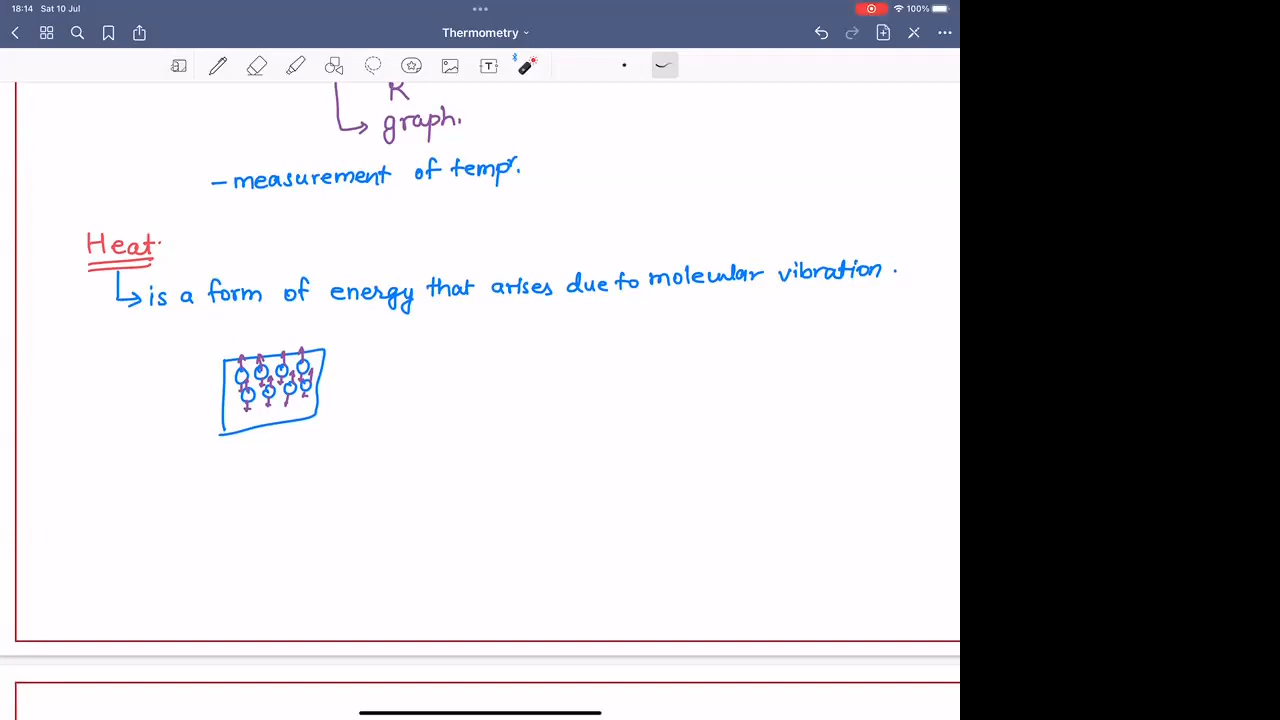 18:14 Sat 10 Jul
100%
Thermometry
T
K
graph.
- measurement of tempr.
Heat.
is a form of energy that arises due to molecular vibration.